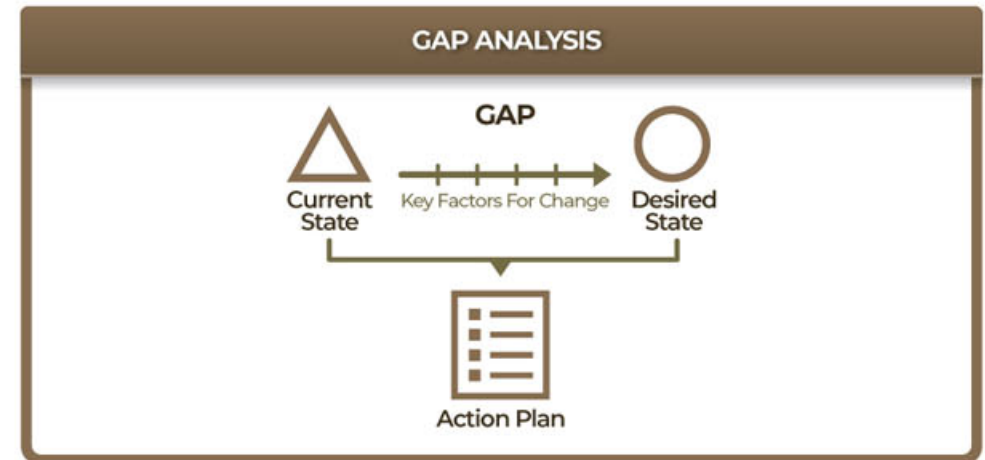 GAP ANALYSIS
GAP
Key Factors For Change
Current
State
Desired
State
Action Plan